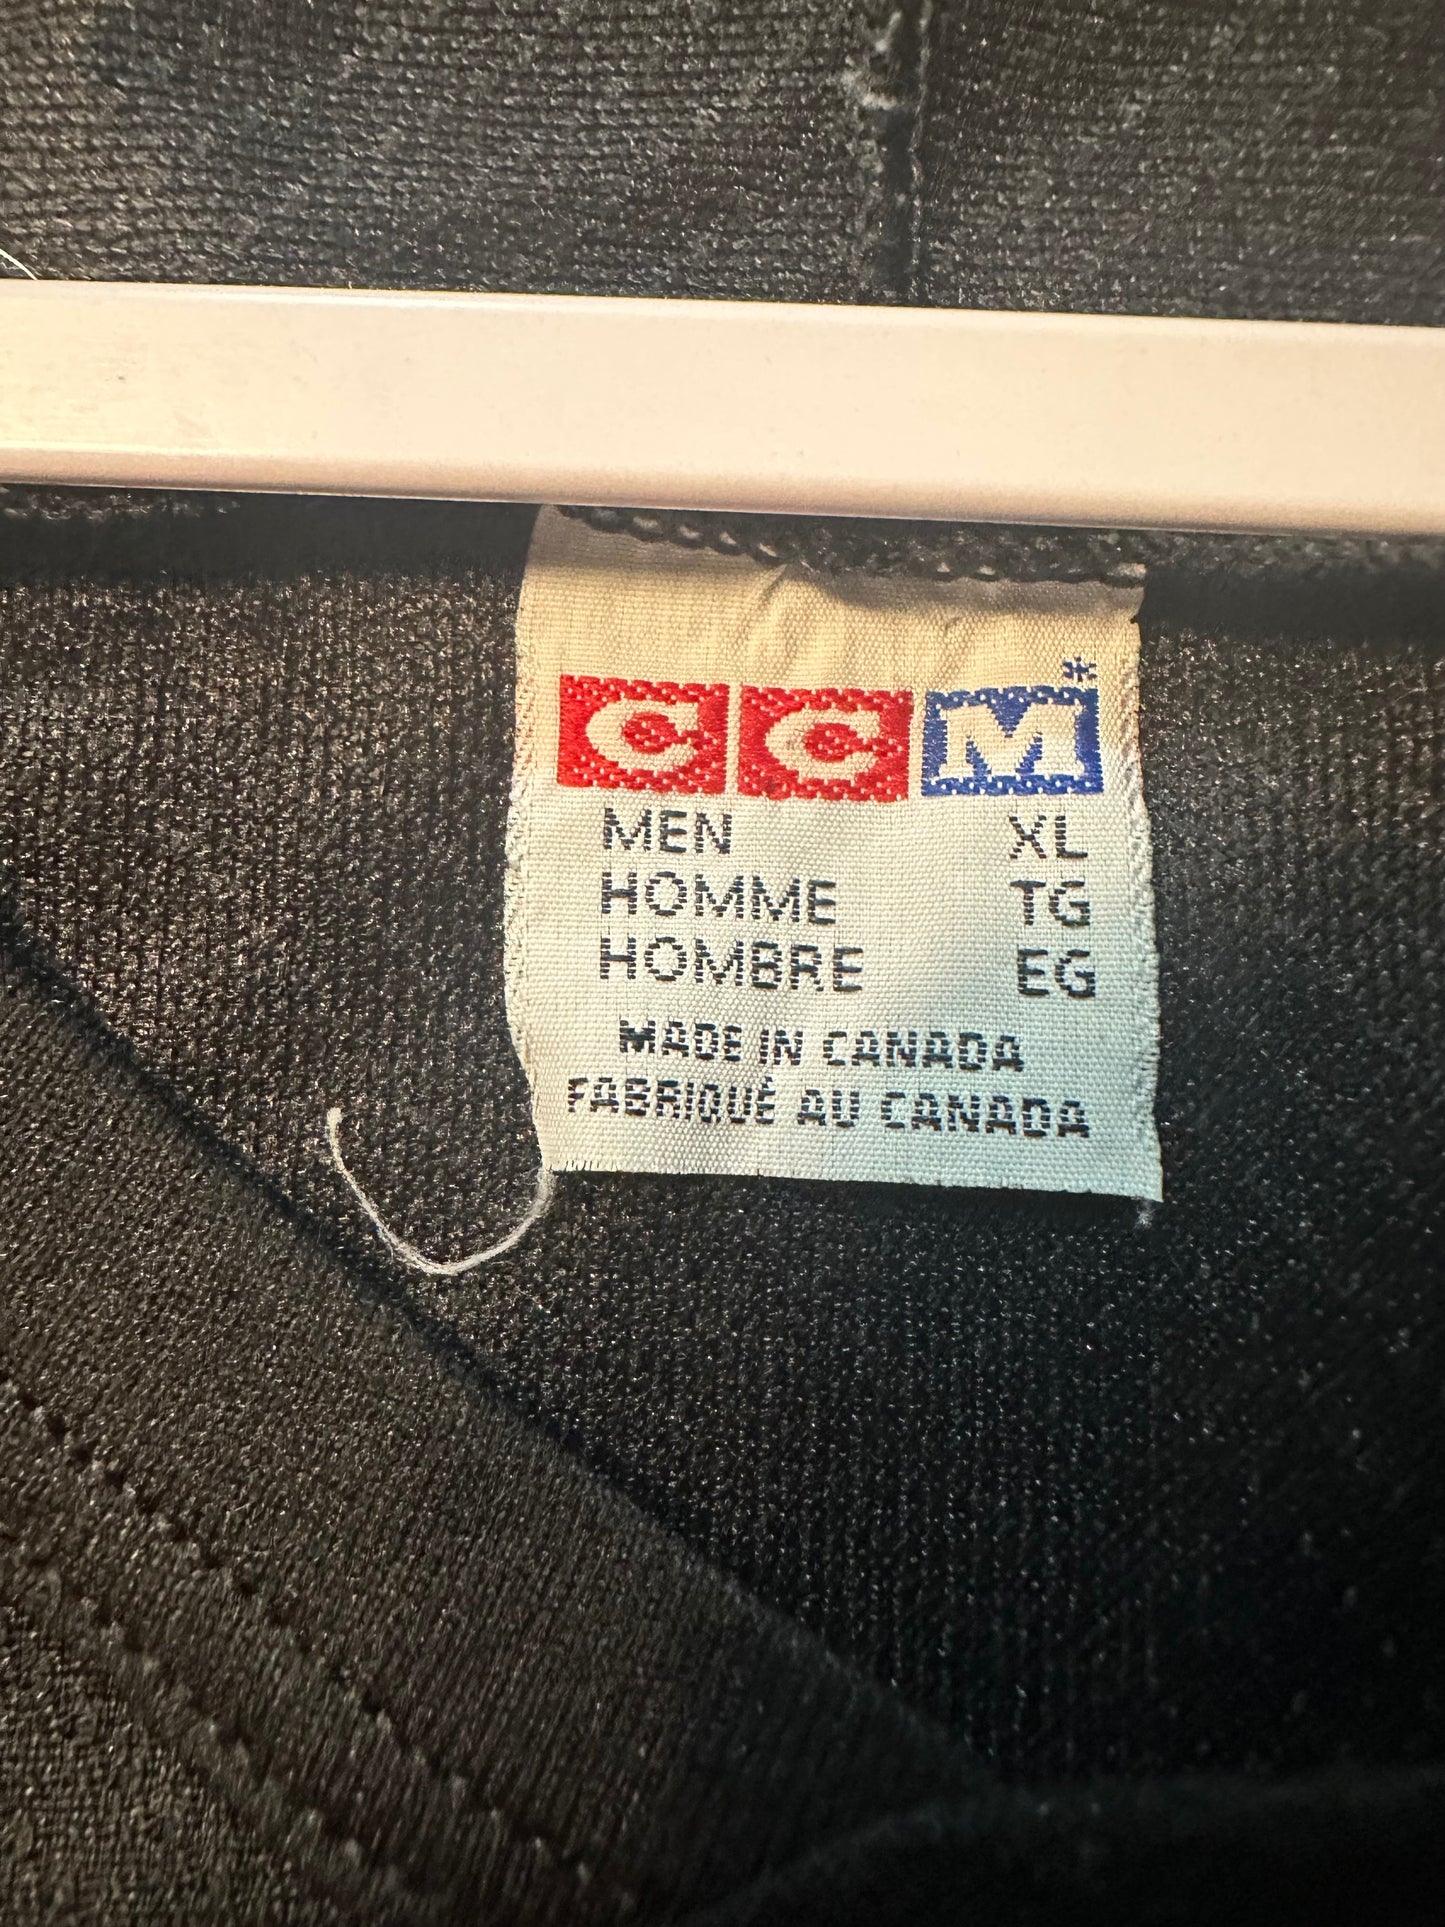 CCM*
MEN XL
HOMME TG
HOMBRE EG
MADE IN CANADA
FABRIQUÉ AU CANADA